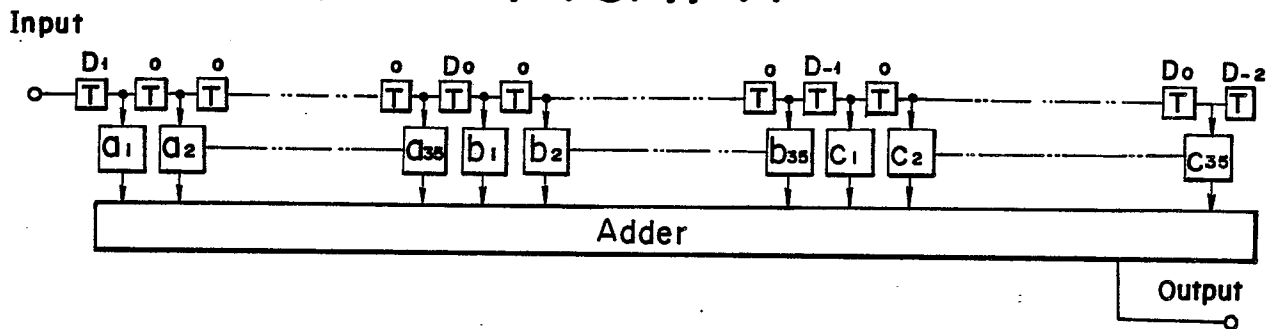 Input
D1 o o o Do o o D-1 o Do D-2
T T T T T T T T T T T
a1 a2 a35 b1 b2 b35 c1 c2 c35
Adder
Output